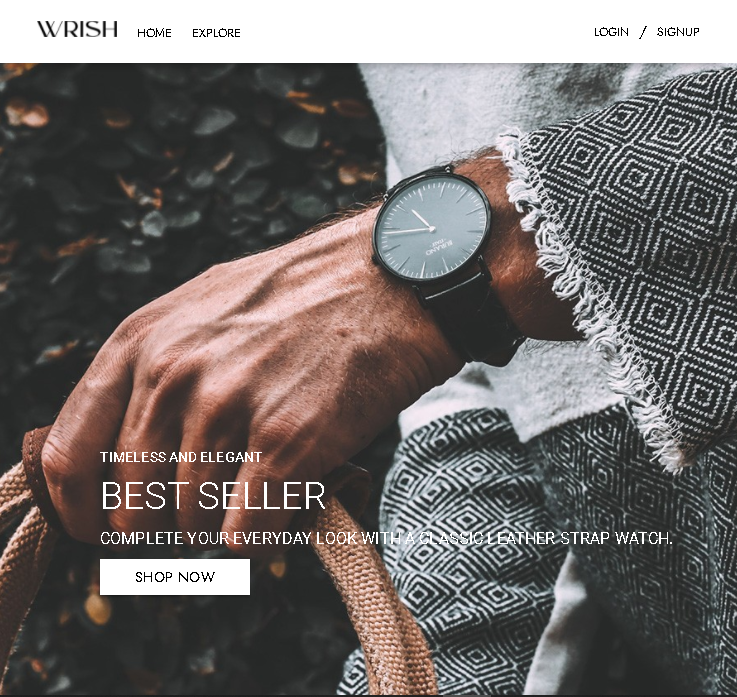 WRISH HOME EXPLORE LOGIN / SIGNUP
TIMELESS AND ELEGANT
BEST SELLER
COMPLETE YOUR EVERYDAY LOOK WITH A CLASSIC LEATHER STRAP WATCH.
SHOP NOW